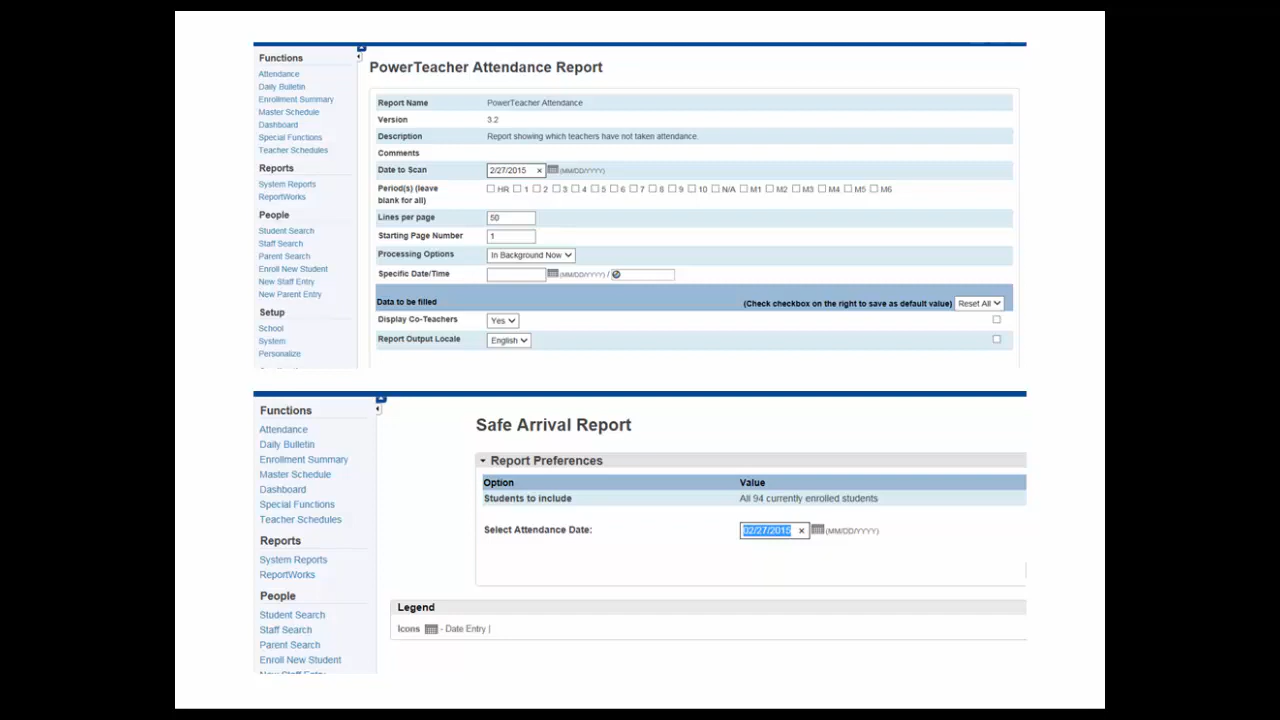 Functions
Attendance
Daily Bulletin
Enrollment Summary
Master Schedule
Dashboard
Special Functions
Teacher Schedules
Reports
System Reports
ReportWorks
People
Student Search
Staff Search
Parent Search
Enroll New Student
New Staff Entry
New Parent Entry
Setup
School
System
Personalize
PowerTeacher Attendance Report
Report Name PowerTeacher Attendance
Version 3.2
Description Report showing which teachers have not taken attendance.
Comments
Date to Scan 2/27/2015 × (MM/DD/YYYY)
Period(s) (leave blank for all) HR 1 2 3 4 5 6 7 8 9 10 N/A M1 M2 M3 M4 M5 M6
Lines per page 50
Starting Page Number 1
Processing Options In Background Now
Specific Date/Time (MM/DD/YYYY) /
Data to be filled (Check checkbox on the right to save as default value) Reset All
Display Co-Teachers Yes
Report Output Locale English
Functions
Attendance
Daily Bulletin
Enrollment Summary
Master Schedule
Dashboard
Special Functions
Teacher Schedules
Reports
System Reports
ReportWorks
People
Student Search
Staff Search
Parent Search
Enroll New Student
Safe Arrival Report
Report Preferences
Option Value
Students to include All 94 currently enrolled students
Select Attendance Date: 02/27/2015 × (MM/DD/YYYY)
Legend
Icons - Date Entry |